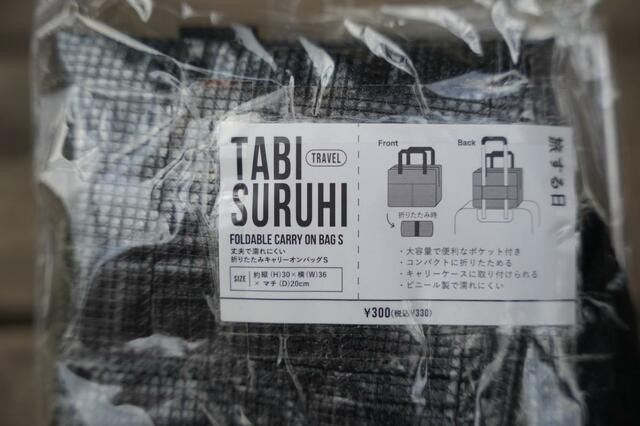 TABI
SURUHI
TRAVEL
FOLDABLE CARRY ON BAG S
丈夫で濡れにくい
折りたたみキャリーオンバッグS
SIZE
約縦(H)30×横(W)36
×マチ(D)20cm
Front
Back
折りたたみ時
旅する日
・大容量で便利なポケット付き
・コンパクトに折りたためる
・キャリーケースに取り付けられる
・ビニール製で濡れにくい
¥300(税込¥330)